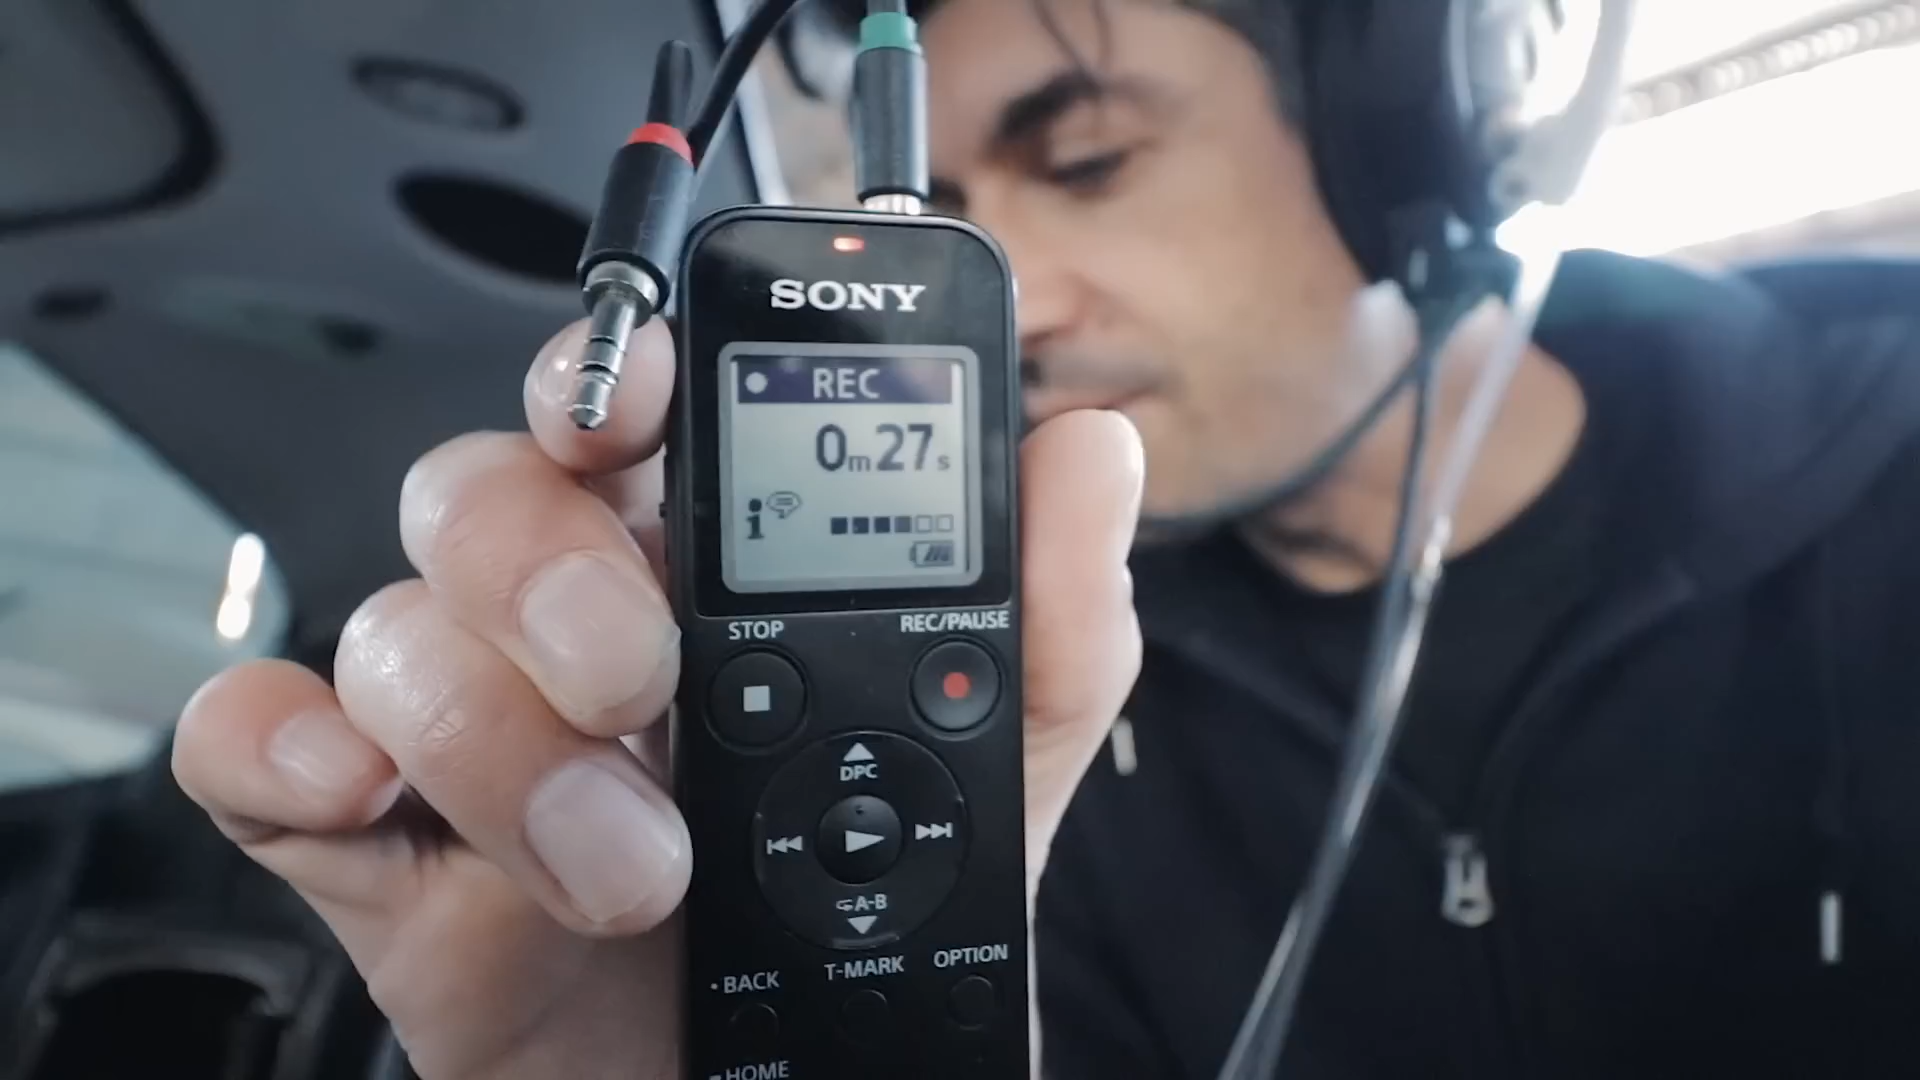 SONY
REC
0m27s
STOP
REC/PAUSE
DPC
A-B
BACK
T-MARK
OPTION
HOME